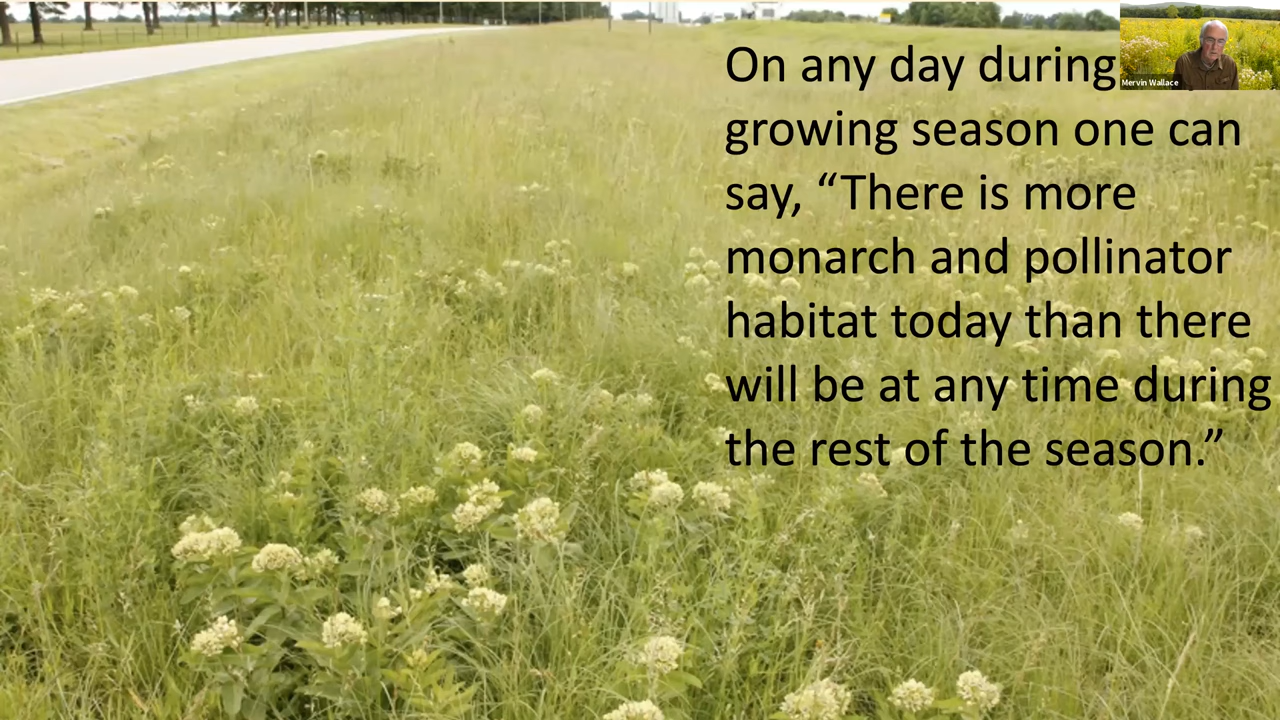 On any day during
Mervin Wallace
growing season one can
say, “There is more
monarch and pollinator
habitat today than there
will be at any time during
the rest of the season.”